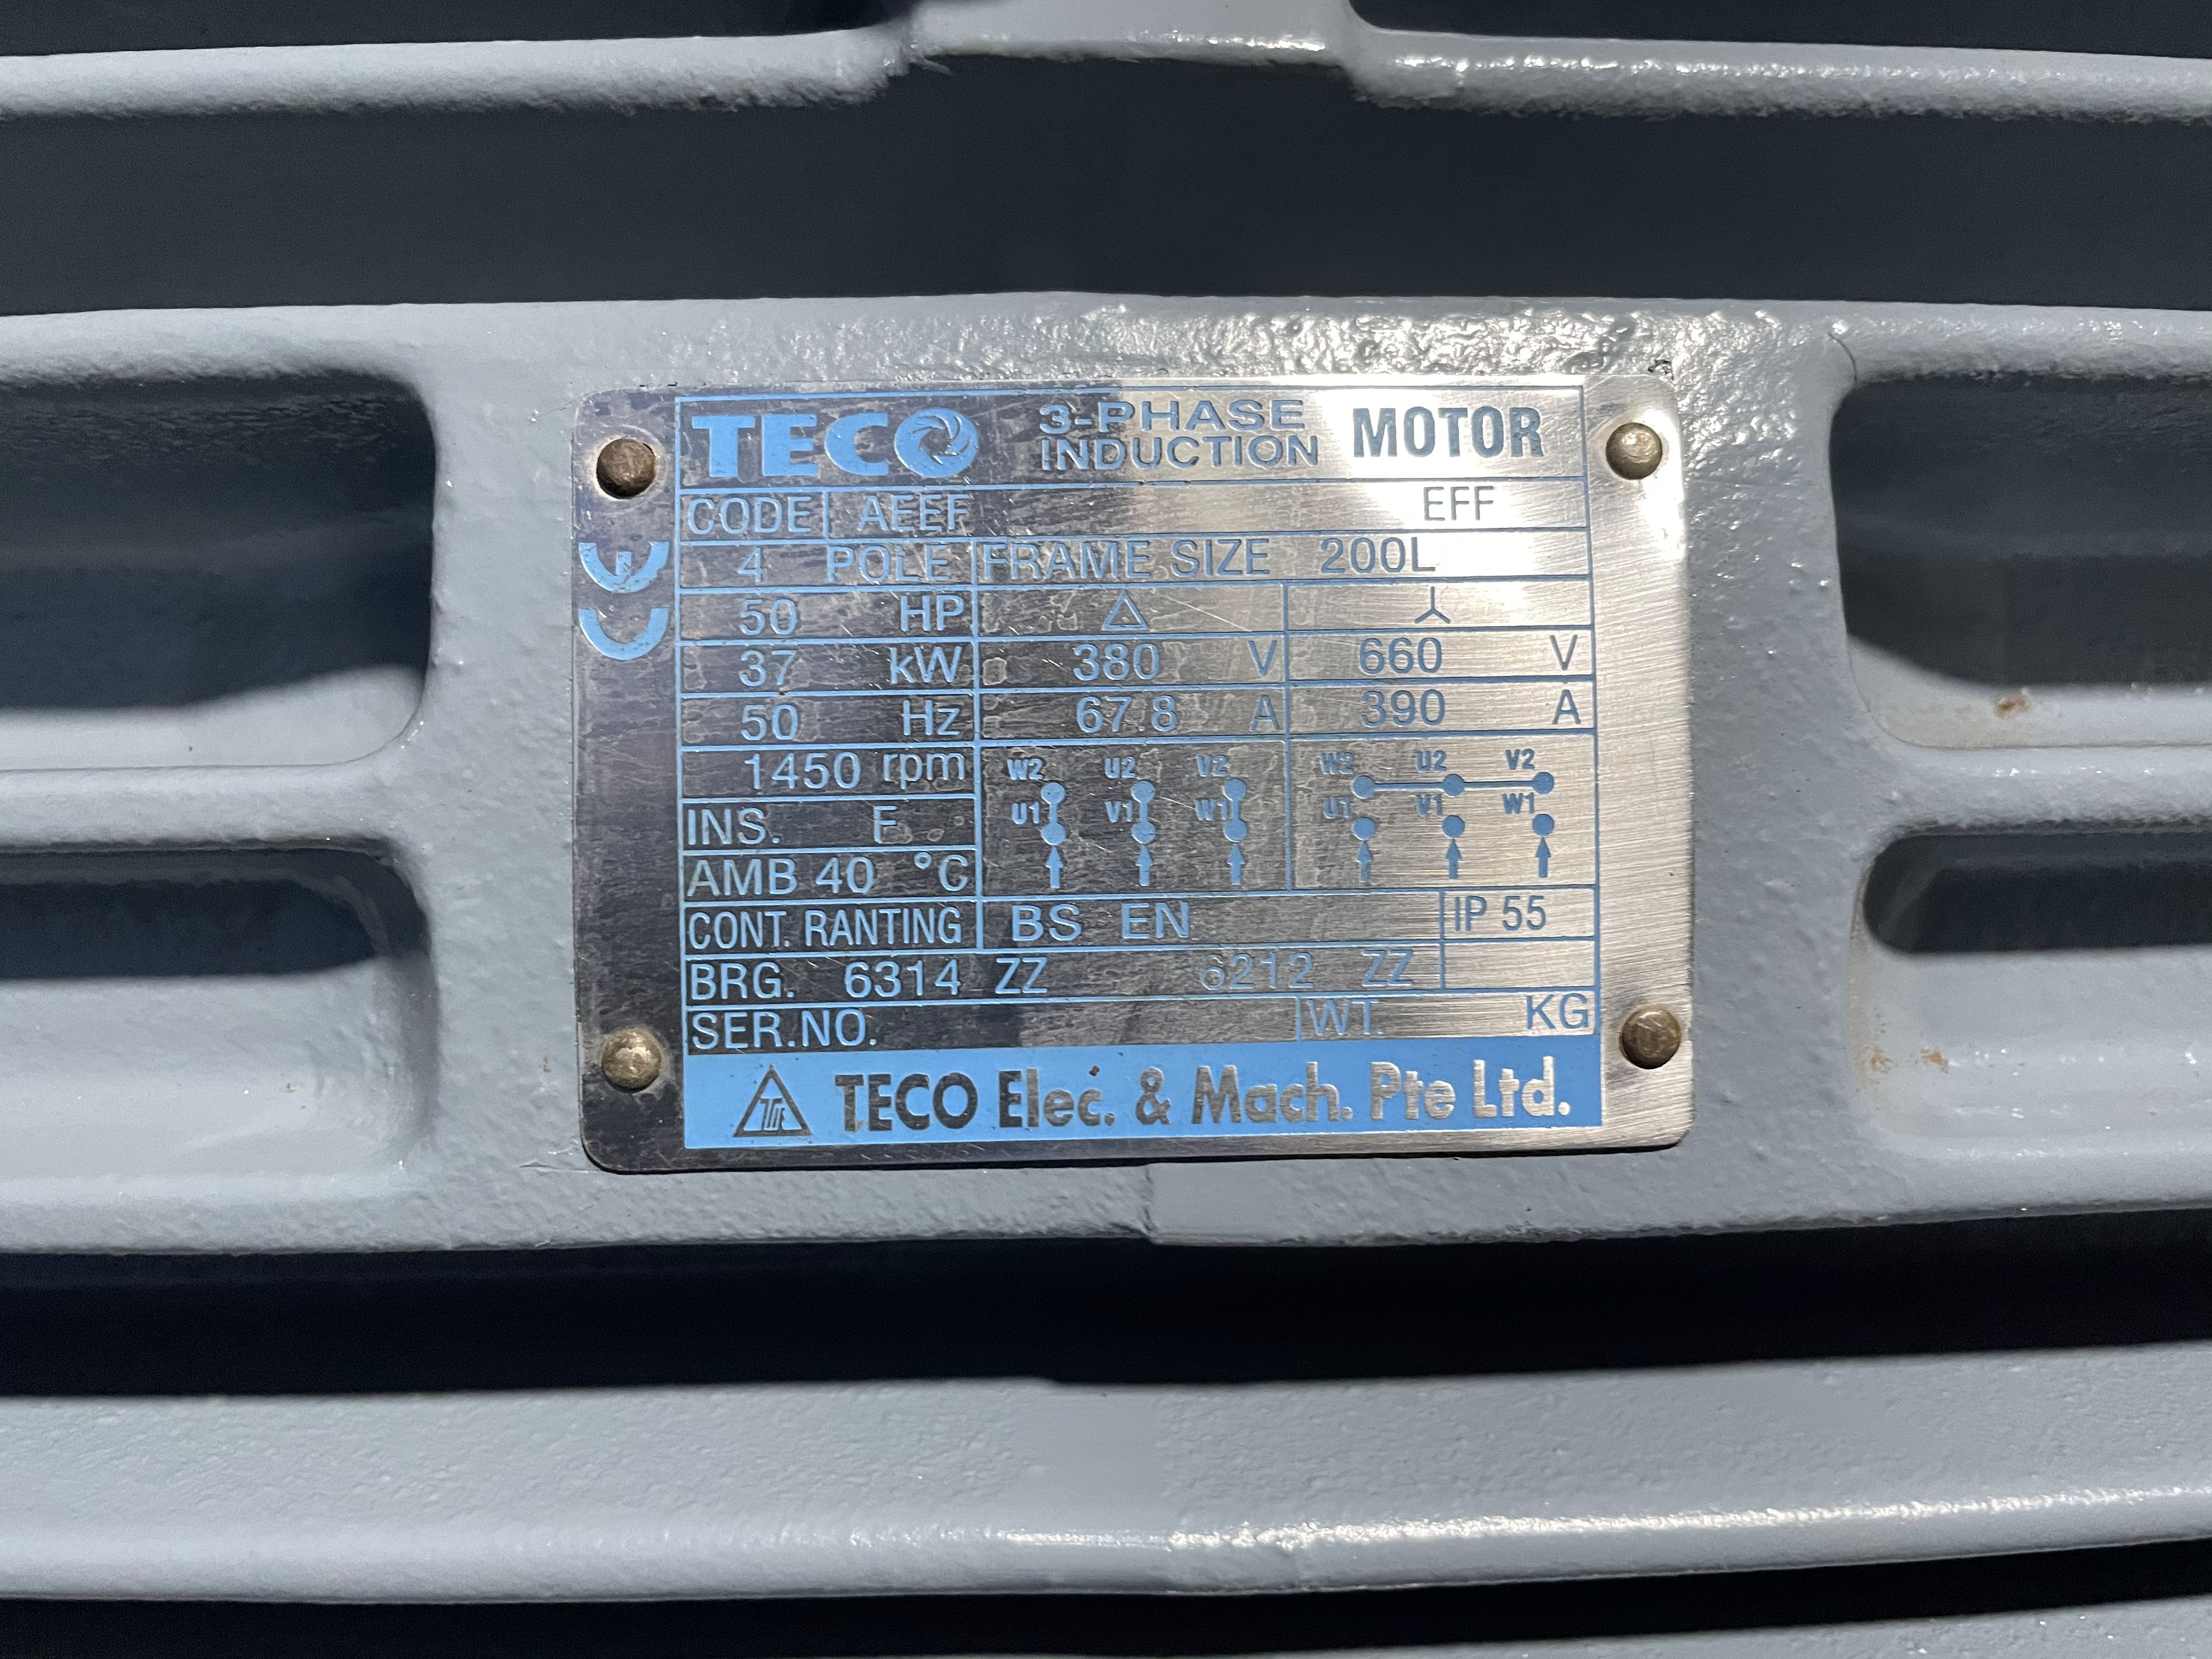 TECO 3-PHASE INDUCTION MOTOR
CODE AEEF EFF
CE
4 POLE FRAME SIZE 200L
50 HP △ Y
37 kW 380 V 660 V
50 Hz 67.8 A 390 A
1450 rpm
W2 U2 V2 W2 U2 V2
U1 V1 W1 U1 V1 W1
INS. F
AMB 40 °C
CONT. RANTING BS EN IP 55
BRG. 6314 ZZ 6212 ZZ
SER.NO. WT. KG
TECO Elec. & Mach. Pte Ltd.